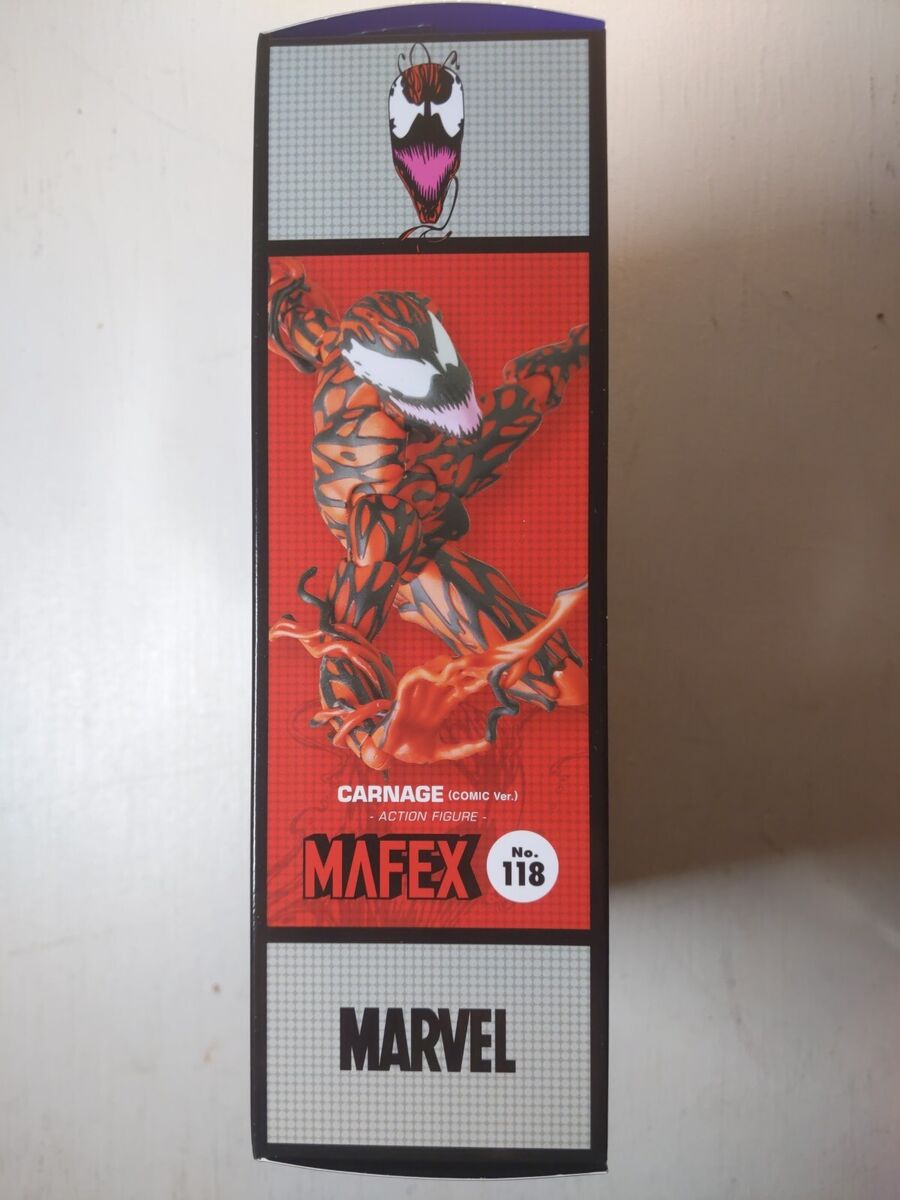 CARNAGE (COMIC Ver.)
- ACTION FIGURE -
MAFEX No. 118
MARVEL